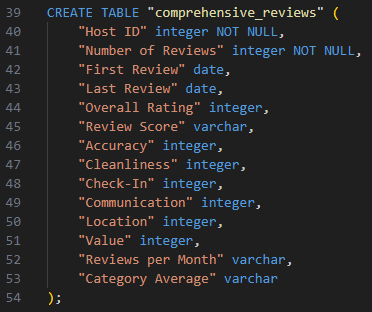 39 CREATE TABLE "comprehensive_reviews" (
40 "Host ID" integer NOT NULL,
41 "Number of Reviews" integer NOT NULL,
42 "First Review" date,
43 "Last Review" date,
44 "Overall Rating" integer,
45 "Review Score" varchar,
46 "Accuracy" integer,
47 "Cleanliness" integer,
48 "Check-In" integer,
49 "Communication" integer,
50 "Location" integer,
51 "Value" integer,
52 "Reviews per Month" varchar,
53 "Category Average" varchar
54 );